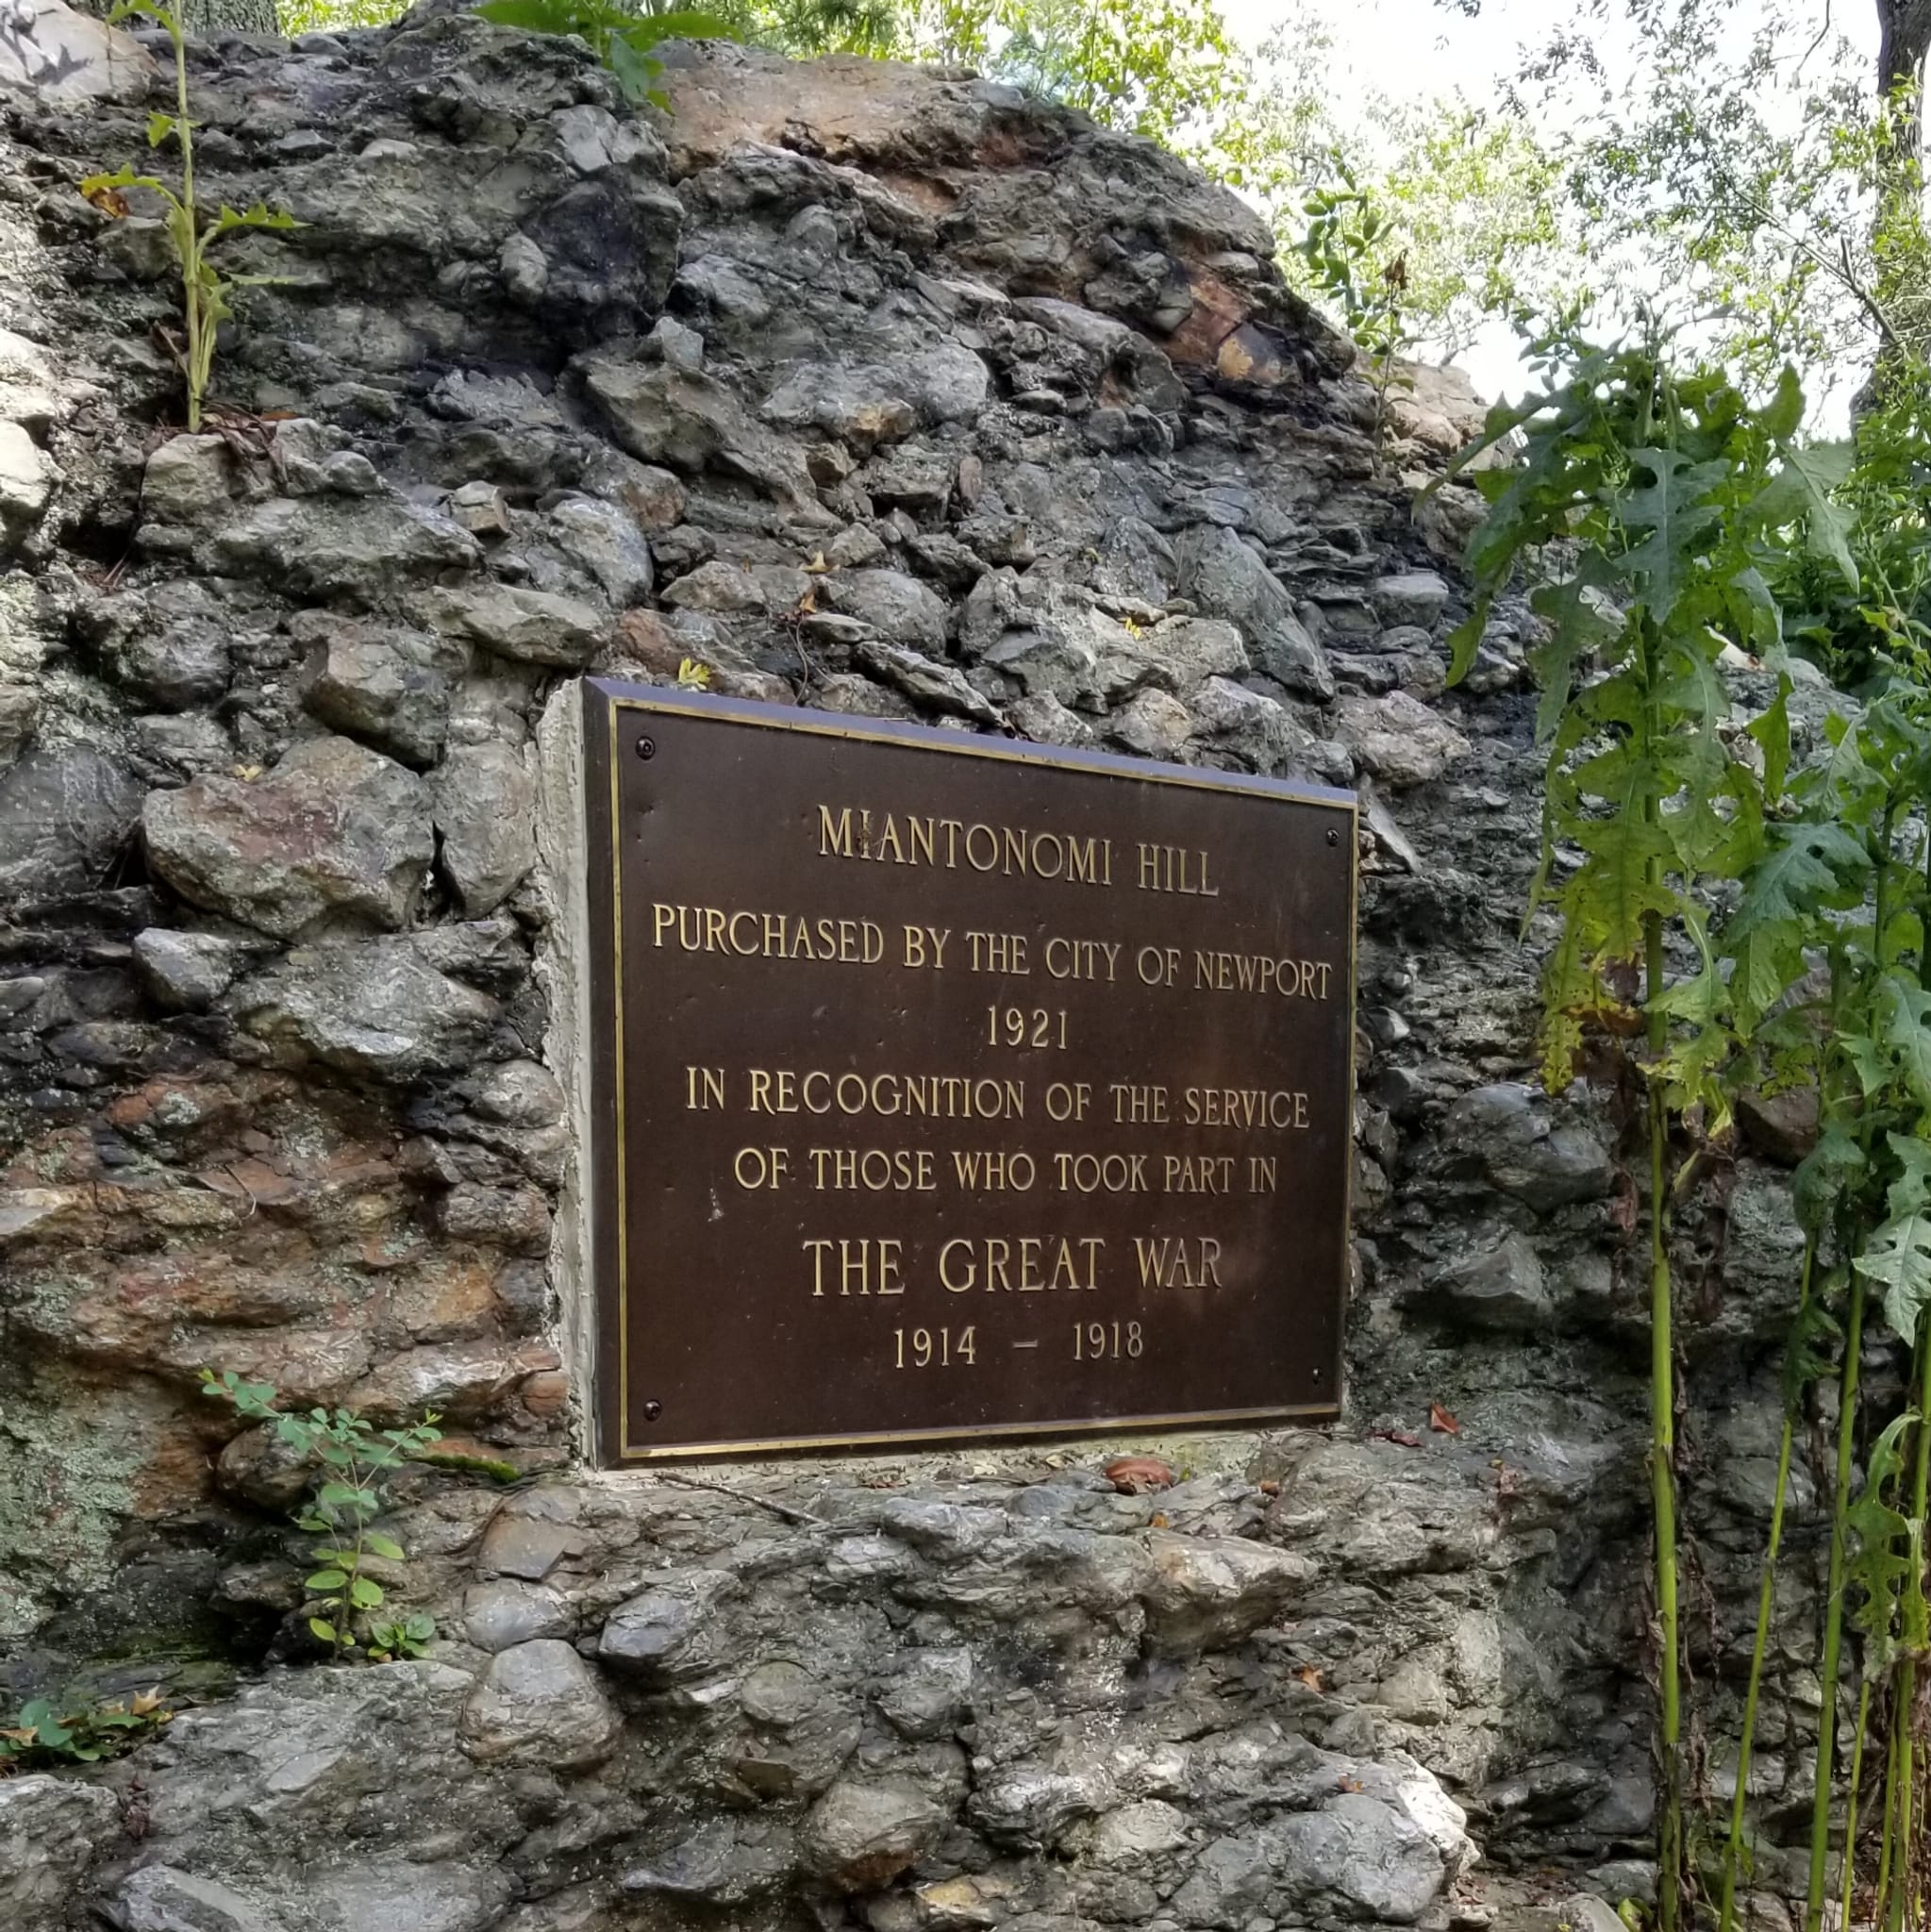 MIANTONOMI HILL
PURCHASED BY THE CITY OF NEWPORT
1921
IN RECOGNITION OF THE SERVICE
OF THOSE WHO TOOK PART IN
THE GREAT WAR
1914 – 1918